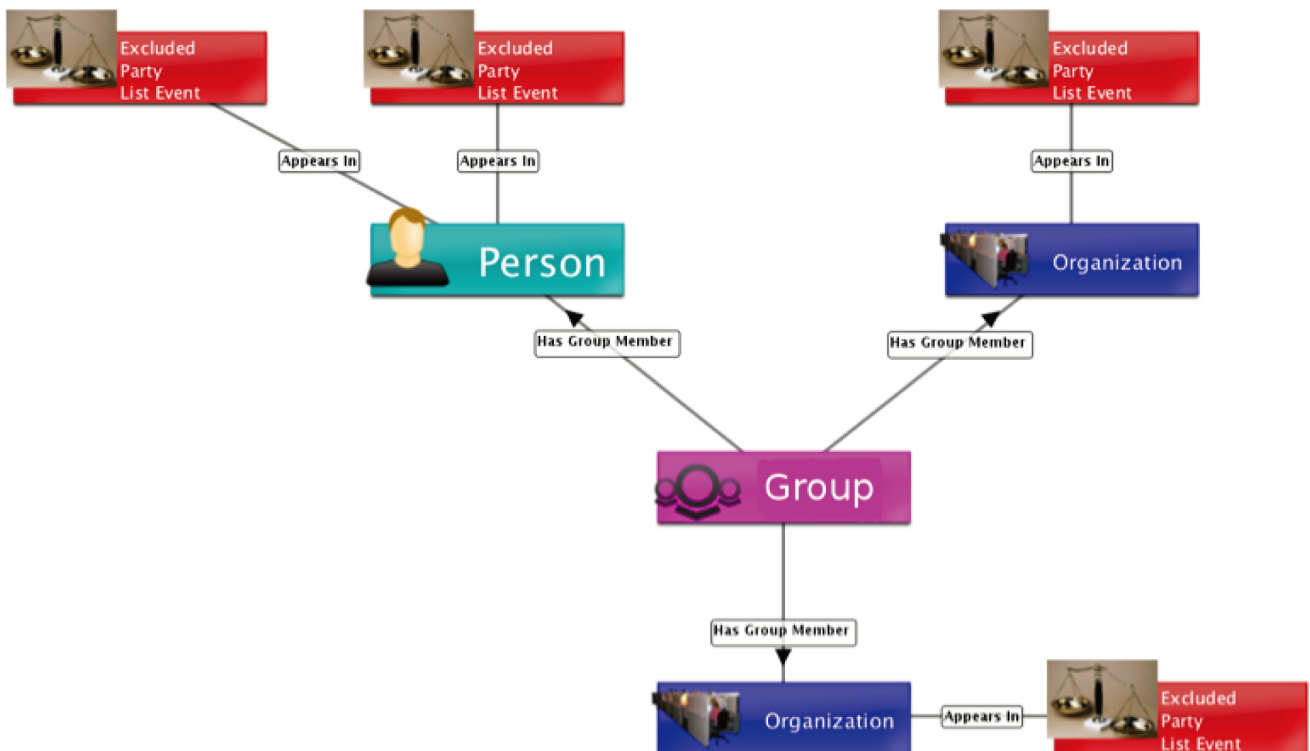 Excluded
Party
List Event
Excluded
Party
List Event
Excluded
Party
List Event
Appears In
Appears In
Appears In
Person
Organization
Has Group Member
Has Group Member
Group
Has Group Member
Organization
Appears In
Excluded
Party
List Event